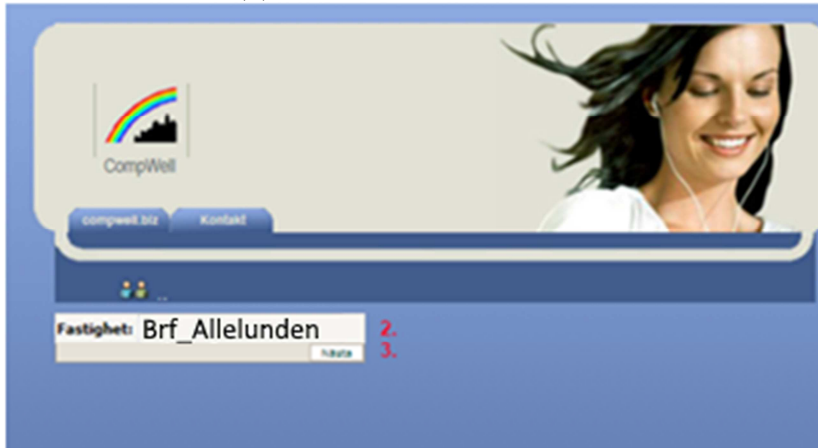 CompWell
compwell.biz Kontakt
..
Fastighet: Brf_Allelunden 2.
Nästa 3.